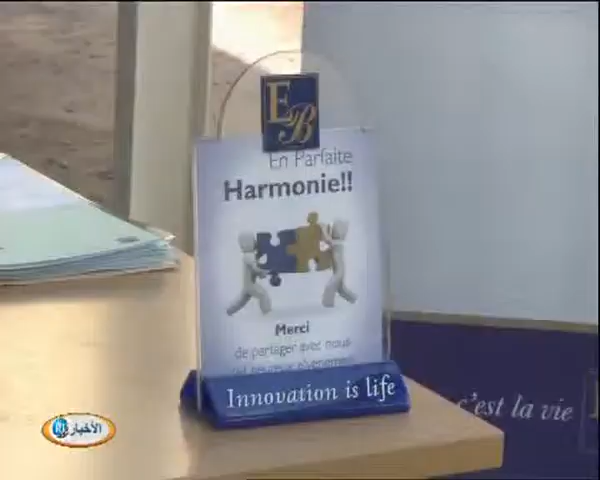 EB
En Parfaite
Harmonie!!
Merci
de partager avec nous
Innovation is life
c'est la vie
الأخبار